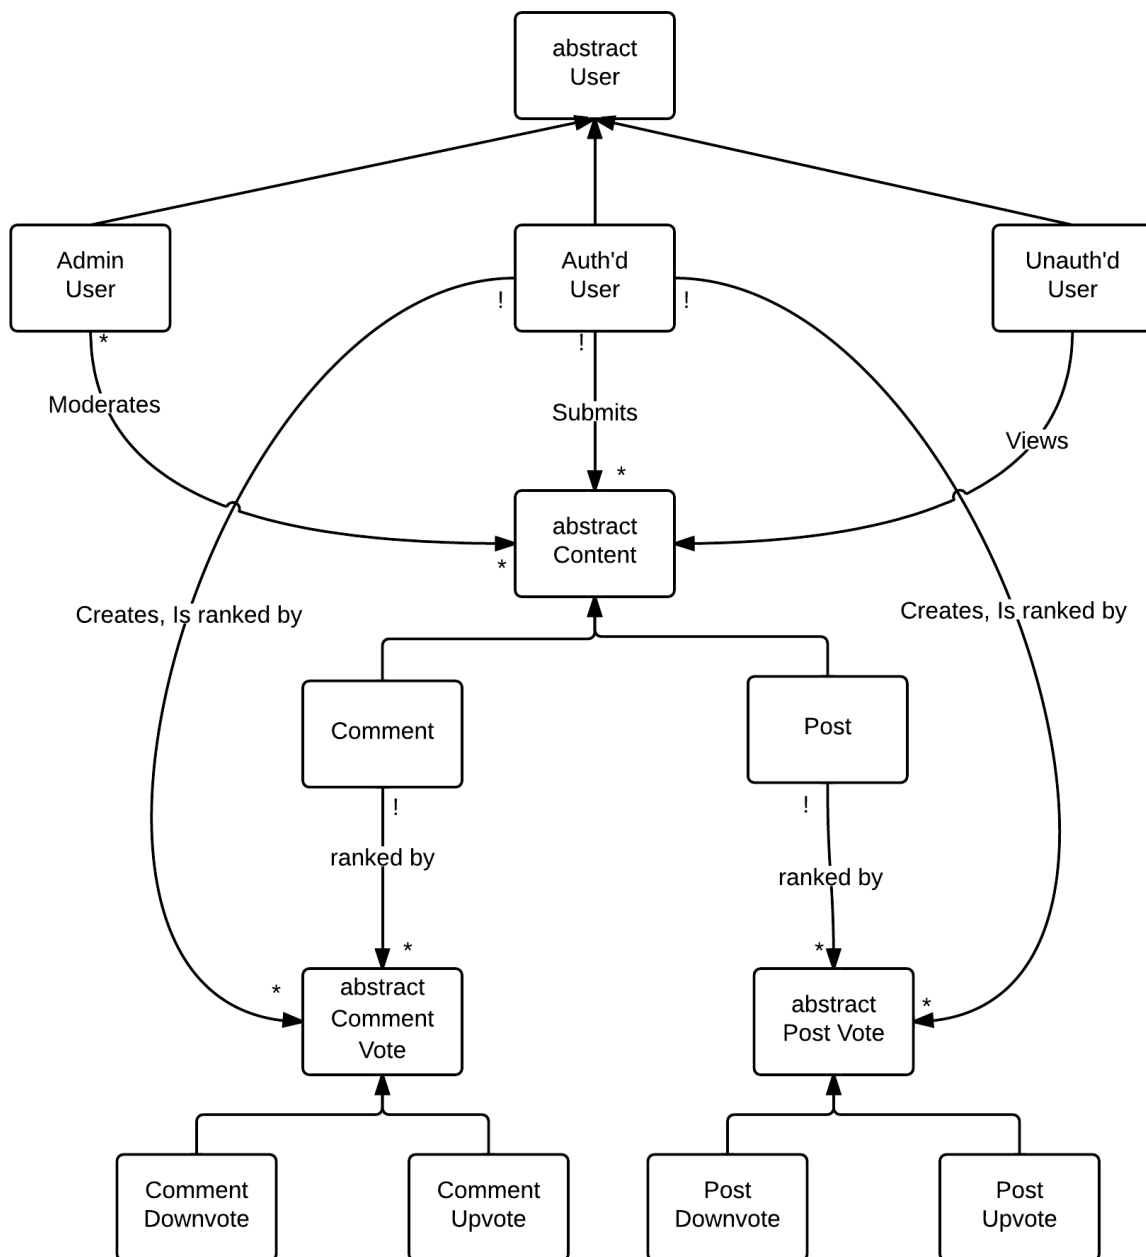 abstract
User
Admin
User
Auth'd
User
Unauth'd
User
*
!
!
!
Moderates
Submits
Views
*
abstract
Content
*
Creates, Is ranked by
Creates, Is ranked by
Comment
Post
!
!
ranked by
ranked by
*
*
*
*
abstract
Comment
Vote
abstract
Post Vote
Comment
Downvote
Comment
Upvote
Post
Downvote
Post
Upvote